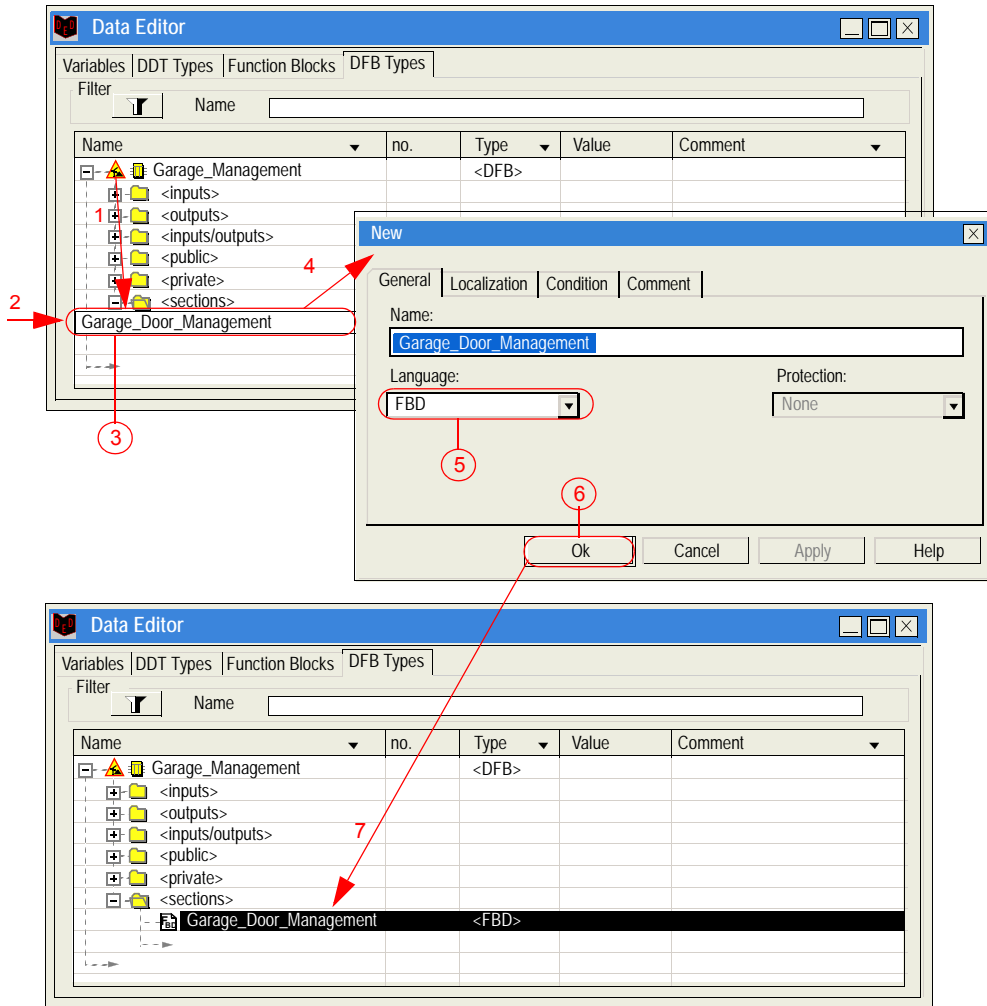 Data Editor
Variables DDT Types Function Blocks DFB Types
Filter
Name
Name no. Type Value Comment
Garage_Management <DFB>
<inputs>
1 <outputs>
<inputs/outputs>
<public>
<private>
<sections>
2 Garage_Door_Management
3
4
New
General Localization Condition Comment
Name:
Garage_Door_Management
Language: Protection:
FBD None
5
6
Ok Cancel Apply Help
Data Editor
Variables DDT Types Function Blocks DFB Types
Filter
Name
Name no. Type Value Comment
Garage_Management <DFB>
<inputs>
<outputs>
<inputs/outputs> 7
<public>
<private>
<sections>
FBD Garage_Door_Management <FBD>